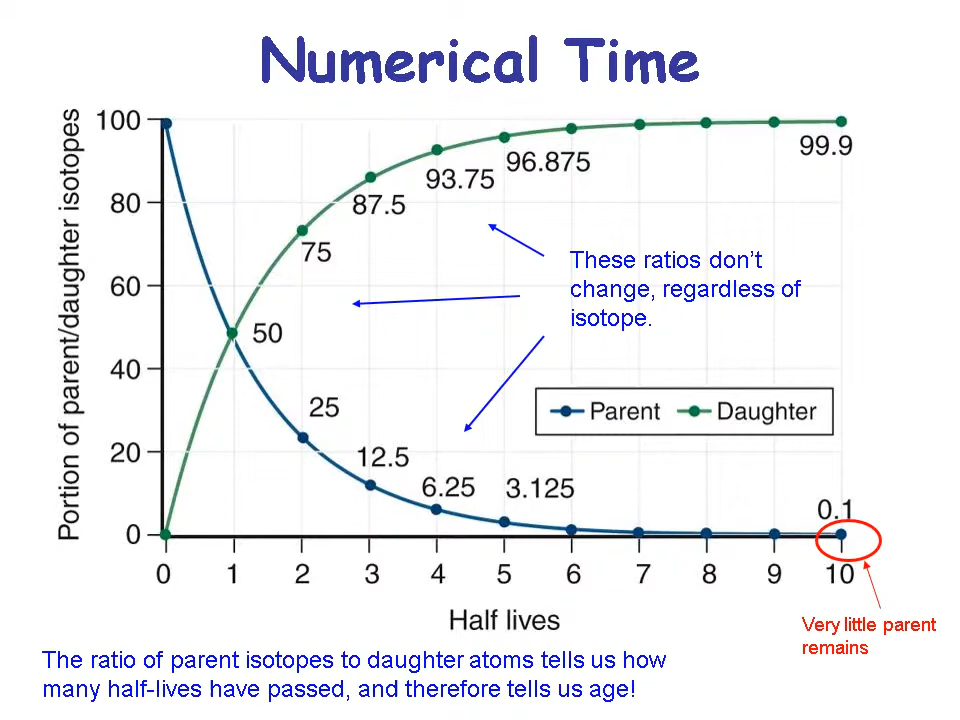 Numerical Time
Portion of parent/daughter isotopes
100
80
60
40
20
0
99.9
96.875
93.75
87.5
75
50
25
12.5
6.25
3.125
0.1
These ratios don't
change, regardless of
isotope.
Parent Daughter
0 1 2 3 4 5 6 7 8 9 10
Half lives
Very little parent
remains
The ratio of parent isotopes to daughter atoms tells us how
many half-lives have passed, and therefore tells us age!